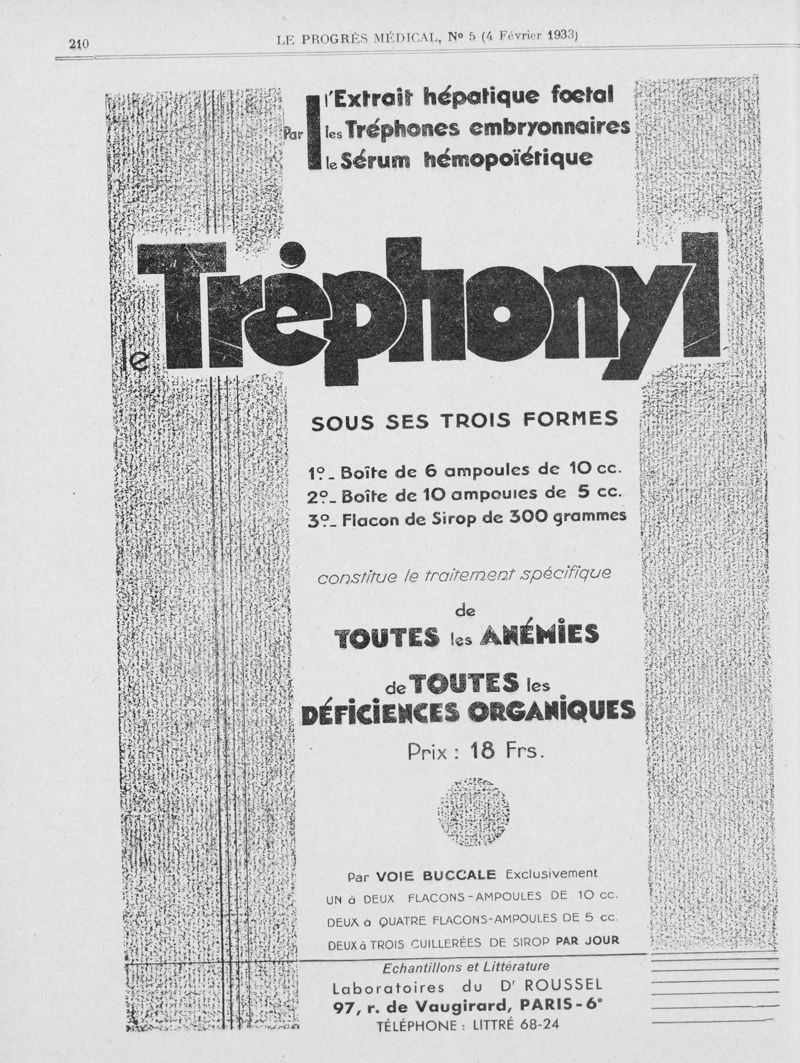 210
LE PROGRÈS MÉDICAL, No 5 (4 Février 1933)
l'Extrait hépatique foetal
Par les Tréphones embryonnaires
le Sérum hémopoïétique
le Tréphonyl
SOUS SES TROIS FORMES
1º_ Boîte de 6 ampoules de 10 cc.
2º_ Boîte de 10 ampoules de 5 cc.
3º_ Flacon de Sirop de 300 grammes
constitue le traitement spécifique
de
TOUTES les ANÉMIES
de TOUTES les
DÉFICIENCES ORGANIQUES
Prix : 18 Frs.
Par VOIE BUCCALE Exclusivement
UN à DEUX FLACONS-AMPOULES DE 10 cc.
DEUX à QUATRE FLACONS-AMPOULES DE 5 cc.
DEUX à TROIS CUILLERÉES DE SIROP PAR JOUR
Echantillons et Littérature
Laboratoires du Dr ROUSSEL
97, r. de Vaugirard, PARIS-6e
TÉLÉPHONE : LITTRÉ 68-24